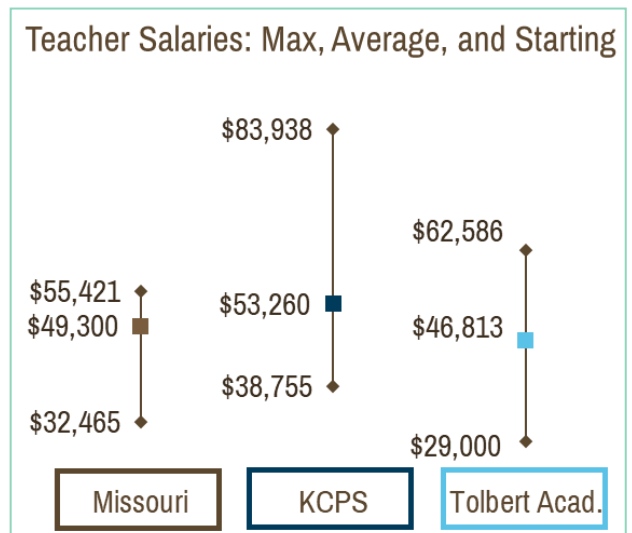 Teacher Salaries: Max, Average, and Starting
$83,938
$62,586
$55,421
$49,300
$53,260
$46,813
$38,755
$32,465
$29,000
Missouri
KCPS
Tolbert Acad.